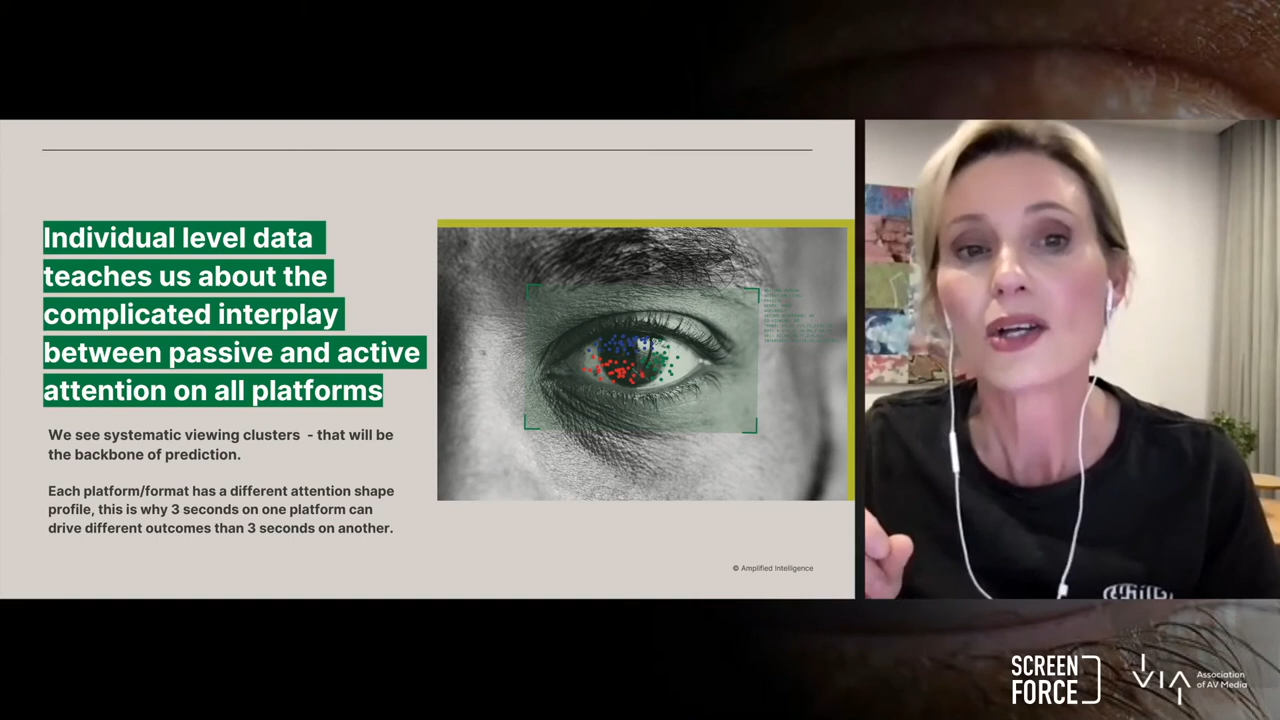 Individual level data
teaches us about the
complicated interplay
between passive and active
attention on all platforms
We see systematic viewing clusters - that will be
the backbone of prediction.
Each platform/format has a different attention shape
profile, this is why 3 seconds on one platform can
drive different outcomes than 3 seconds on another.
© Amplified Intelligence
SCREEN
FORCE
VIA
Association
of AV Media